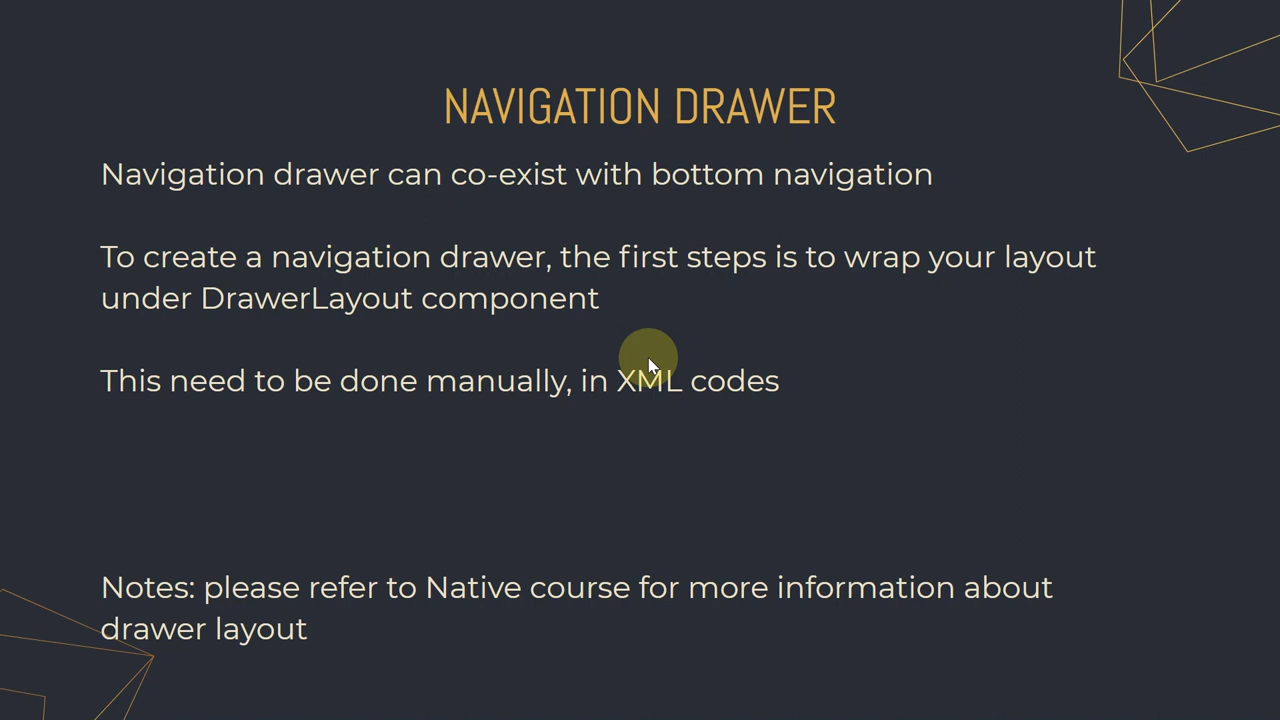 NAVIGATION DRAWER
Navigation drawer can co-exist with bottom navigation
To create a navigation drawer, the first steps is to wrap your layout
under DrawerLayout component
This need to be done manually, in XML codes
Notes: please refer to Native course for more information about
drawer layout